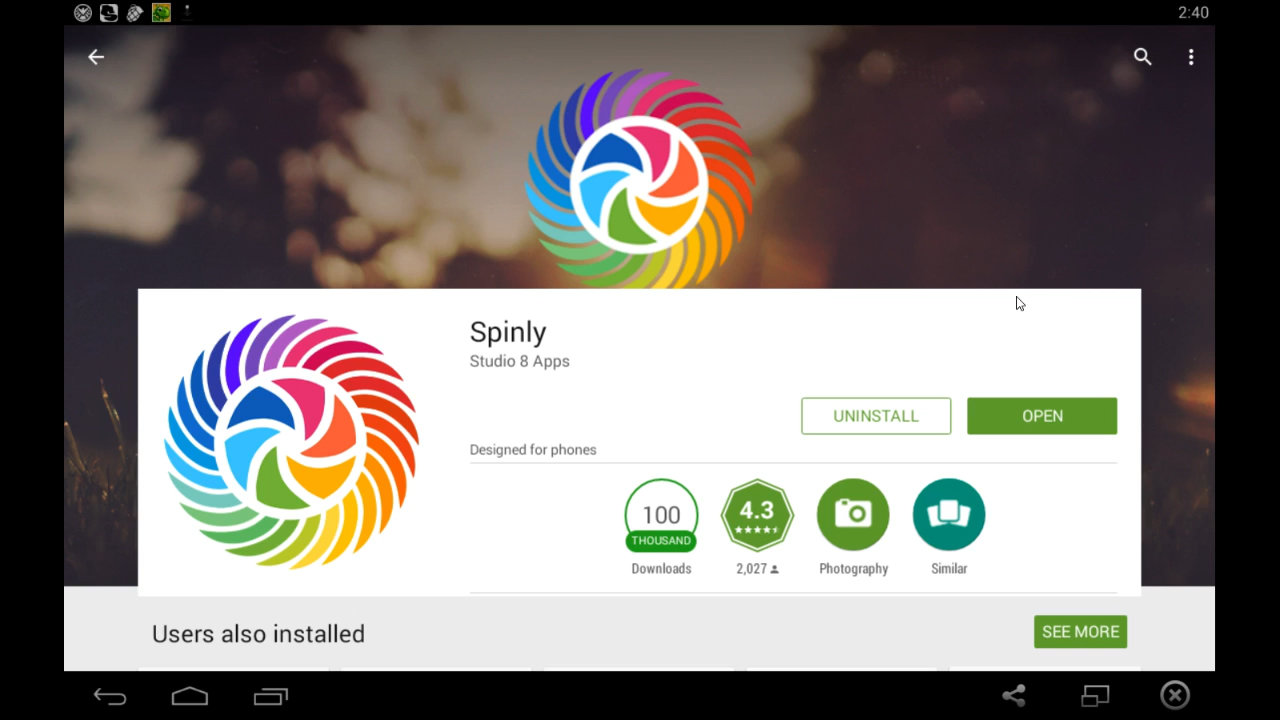 2:40
Spinly
Studio 8 Apps
UNINSTALL
OPEN
Designed for phones
100
THOUSAND
4.3
Downloads
2,027
Photography
Similar
Users also installed
SEE MORE